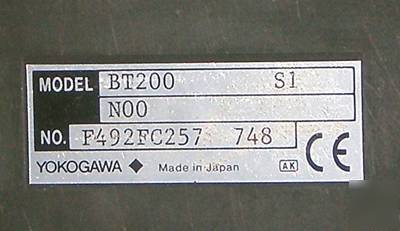 MODEL BT200 S1
N00
NO. F492FC257 748
YOKOGAWA ◆ Made in Japan AK CE